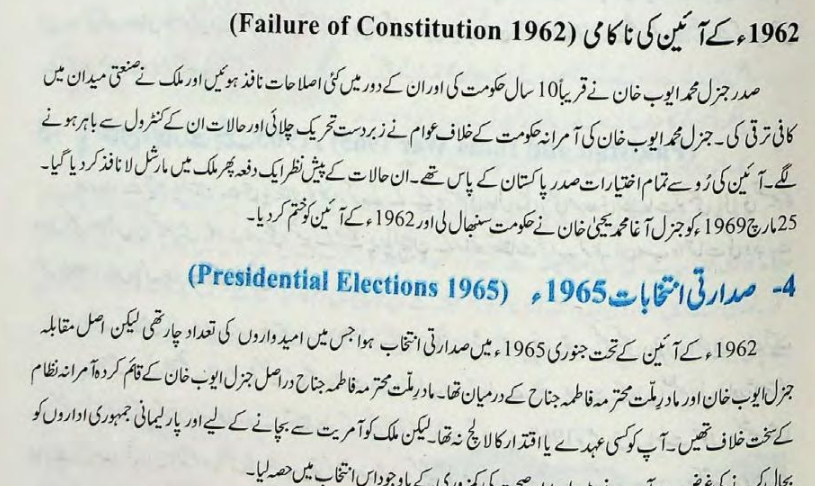 1962ء کے آئین کی ناکامی (Failure of Constitution 1962)
صدر جنرل محمد ایوب خان نے قریباً 10 سال حکومت کی اور ان کے دور میں کئی اصلاحات نافذ ہوئیں اور ملک نے صنعتی میدان میں
کافی ترقی کی۔ جنرل محمد ایوب خان کی آمرانہ حکومت کے خلاف عوام نے زبردست تحریک چلائی اور حالات ان کے کنٹرول سے باہر ہونے
لگے۔ آئین کی رُو سے تمام اختیارات صدر پاکستان کے پاس تھے۔ ان حالات کے پیش نظر ایک دفعہ پھر ملک میں مارشل لا نافذ کر دیا گیا۔
25 مارچ 1969ء کو جنرل آغا محمد یحییٰ خان نے حکومت سنبھال لی اور 1962ء کے آئین کو ختم کر دیا۔
4- صدارتی انتخابات 1965ء (Presidential Elections 1965)
1962ء کے آئین کے تحت جنوری 1965ء میں صدارتی انتخاب ہوا جس میں امیدواروں کی تعداد چار تھی لیکن اصل مقابلہ
جنرل ایوب خان اور مادرِ ملّت محترمہ فاطمہ جناح کے درمیان تھا۔ مادرِ ملّت محترمہ فاطمہ جناح دراصل جنرل ایوب خان کے قائم کردہ آمرانہ نظام
کے سخت خلاف تھیں۔ آپ کو کسی عہدے یا اقتدار کا لالچ نہ تھا۔ لیکن ملک کو آمریت سے بچانے کے لیے اور پارلیمانی جمہوری اداروں کو
بحال کرنے کی غرض صحت کی کمزوری کے باوجود اس انتخاب میں حصہ لیا۔